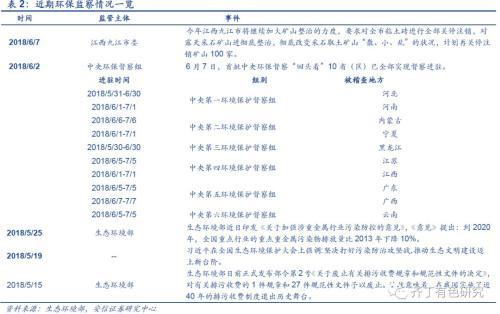 表 2：近期环保监察情况一览
时间 监管主体 事件
今年江西九江市将继续加大矿山整治的力度，要求对全市黏土砖进行全部关停注销，对
2018/6/7 江西九江市委 露天采石矿山进彻底整治，彻底改变采石取土矿山“散、小、乱”的状况，计划再关停注
销矿山 100 家。
2018/6/2 中央环保督察组 6 月 7 日，首批中央环保督察“回头看”10 省（区）已全部实现督察进驻。
进驻时间 组别 被稽查地方
2018/5/31-6/30 中央第一环境保护督察组 河北
2018/6/1-7/1 河南
2018/6/6-7/6 中央第二环境保护督察组 内蒙古
2018/6/1-7/1 宁夏
2018/5/30-6/30 中央第三环境保护督察组 黑龙江
2018/6/5-7/5 中央第四环境保护督察组 江苏
2018/6/1-7/1 江西
2018/6/5-7/5 中央第五环境保护督察组 广东
2018/6/7-7/7 广西
2018/6/5-7/5 中央第六环境保护督察组 云南
生态环境部近日印发《关于加强涉重金属行业污染防控的意见》，《意见》提出：到 2020
2018/5/25 生态环境部 年，全国重点行业的重点重金属污染物排放量比 2013 年下降 10%。
2018/5/19 -- 习近平在全国生态环境保护大会上强调:坚决打好污染防治攻坚战,推动生态文明建设迈
上新台阶。
生态环境部日前正式发布部令第 2 号《关于废止有关排污收费规章和规范性文件的决定》，
2018/5/15 生态环境部 对有关排污收费的 1 件规章和 27 件规范性文件予以废止。
40 年的排污收费制度退出历史舞台。
资料来源：生态环境部，安信证券研究中心
齐丁有色研究